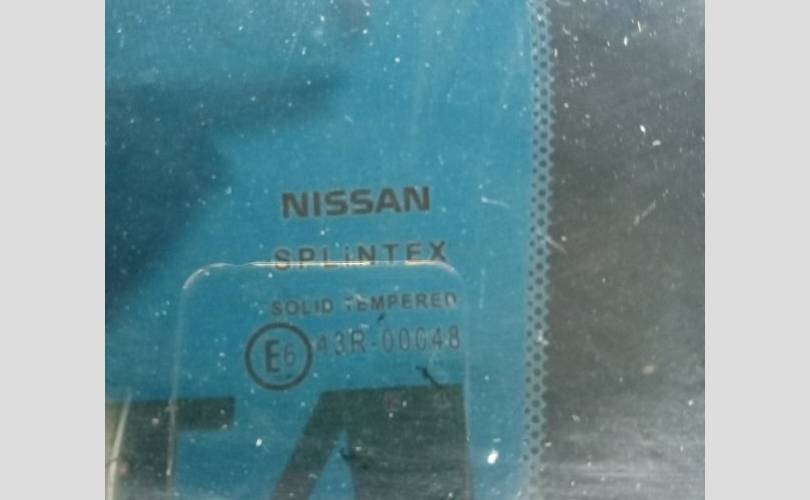 NISSAN
SPLiNTEX
SOLID TEMPERED
E6 43R-00048